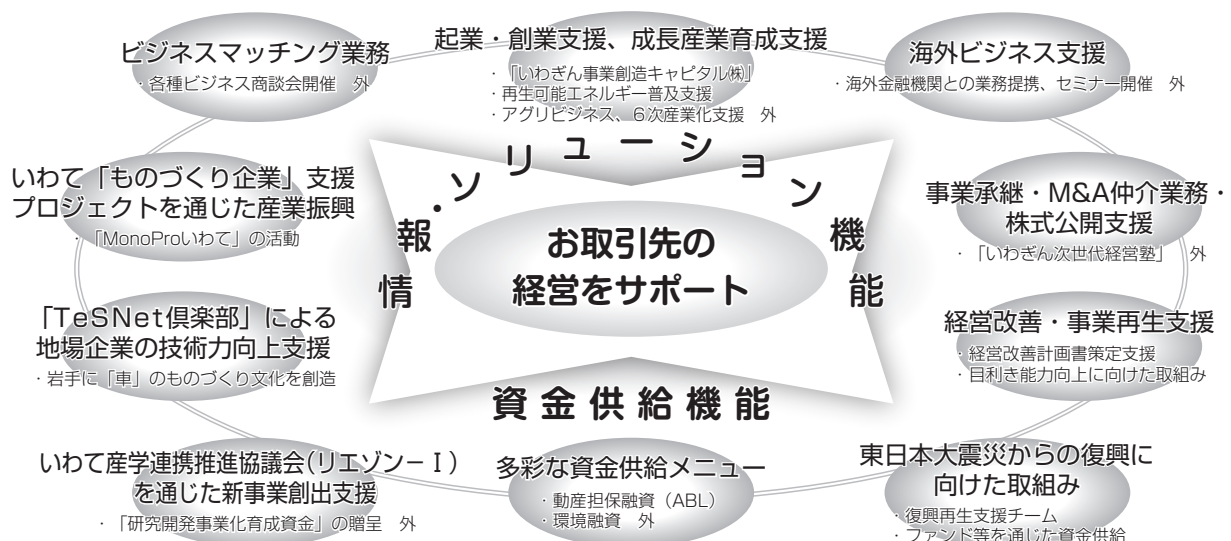 ビジネスマッチング業務
・各種ビジネス商談会開催　外
起業・創業支援、成長産業育成支援
・「いわぎん事業創造キャピタル㈱」
・再生可能エネルギー普及支援
・アグリビジネス、６次産業化支援　外
海外ビジネス支援
・海外金融機関との業務提携、セミナー開催　外
情報・ソリューション機能
いわて「ものづくり企業」支援
プロジェクトを通じた産業振興
・「MonoProいわて」の活動
お取引先の
経営をサポート
事業承継・M&A仲介業務・
株式公開支援
・「いわぎん次世代経営塾」　外
「TeSNet倶楽部」による
地場企業の技術力向上支援
・岩手に「車」のものづくり文化を創造
経営改善・事業再生支援
・経営改善計画書策定支援
・目利き能力向上に向けた取組み
資金供給機能
いわて産学連携推進協議会(リエゾン－Ｉ)
を通じた新事業創出支援
・「研究開発事業化育成資金」の贈呈　外
多彩な資金供給メニュー
・動産担保融資（ABL）
・環境融資　外
東日本大震災からの復興に
向けた取組み
・復興再生支援チーム
・ファンド等を通じた資金供給